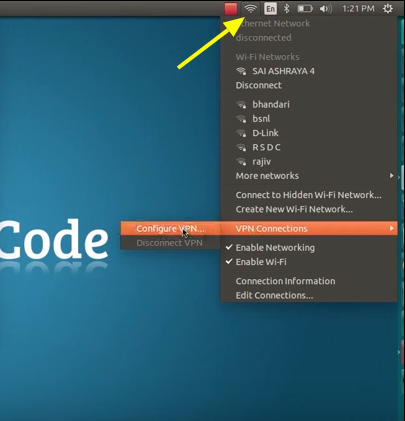 En
1:21 PM
Ethernet Network
disconnected
Wi-Fi Networks
SAI ASHRAYA 4
Disconnect
bhandari
bsnl
D-Link
R S D C
rajiv
More networks
Connect to Hidden Wi-Fi Network...
Create New Wi-Fi Network...
VPN Connections
Configure VPN...
Disconnect VPN
Enable Networking
Enable Wi-Fi
Connection Information
Edit Connections...
Code